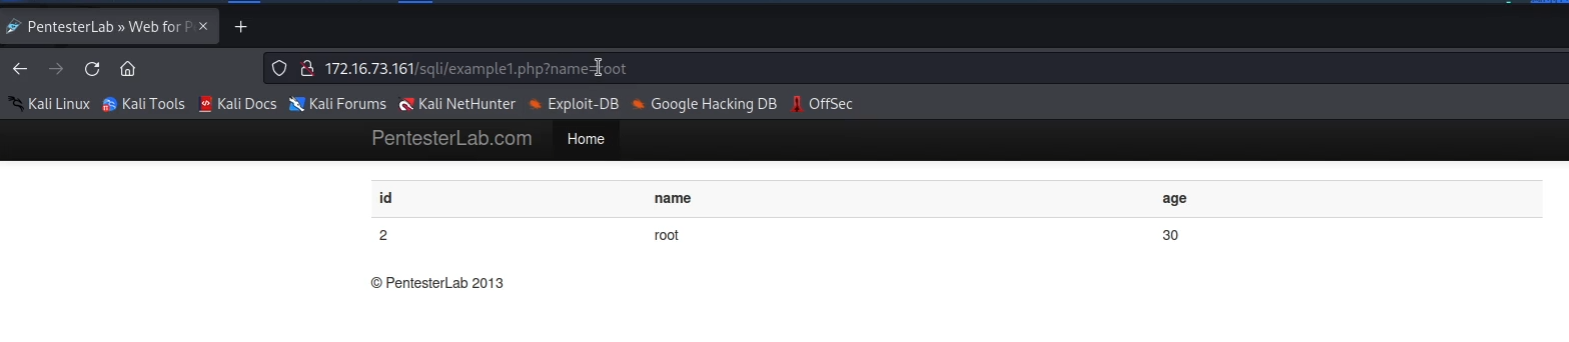 PentesterLab » Web for P
172.16.73.161/sqli/example1.php?name=root
Kali Linux Kali Tools Kali Docs Kali Forums Kali NetHunter Exploit-DB Google Hacking DB OffSec
PentesterLab.com Home
id name age
2 root 30
© PentesterLab 2013